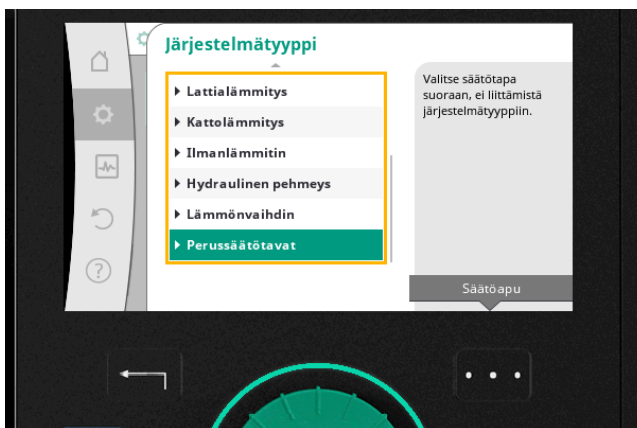 Järjestelmätyyppi
Lattialämmitys
Kattolämmitys
Ilmanlämmitin
Hydraulinen pehmeys
Lämmönvaihdin
Perussäätötavat
Valitse säätötapa
suoraan, ei liittämistä
järjestelmätyyppiin.
Säätöapu
?